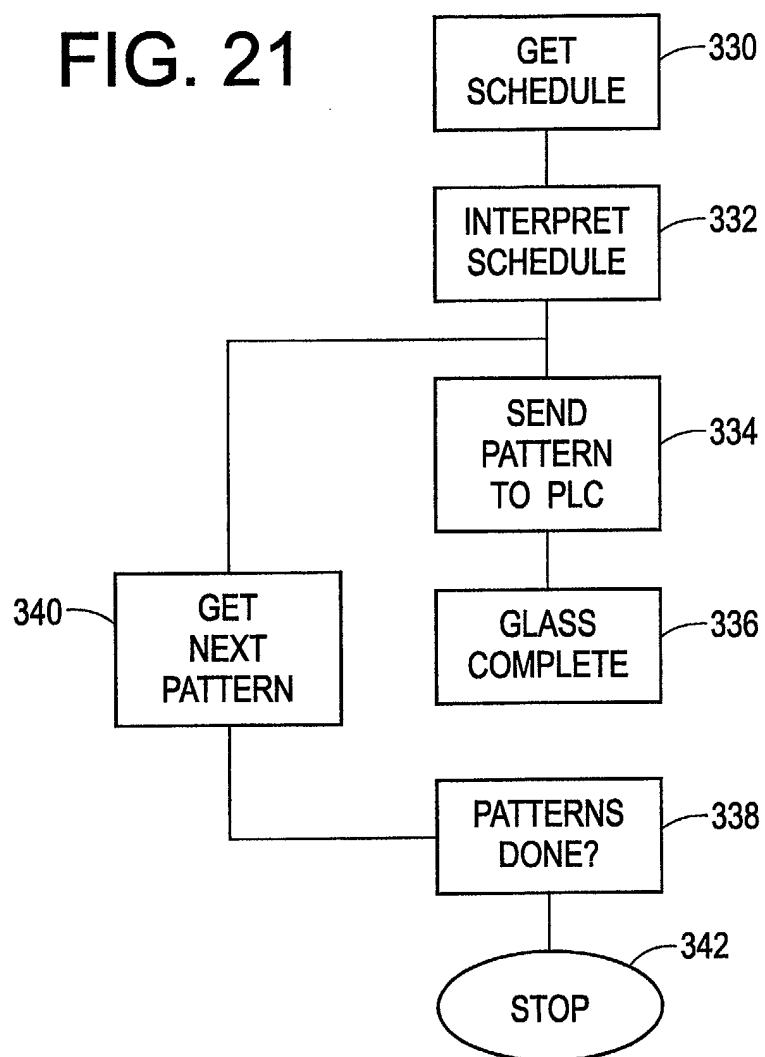 FIG. 21
GET
SCHEDULE
330
INTERPRET
SCHEDULE
332
SEND
PATTERN
TO PLC
334
340
GET
NEXT
PATTERN
GLASS
COMPLETE
336
PATTERNS
DONE?
338
STOP
342